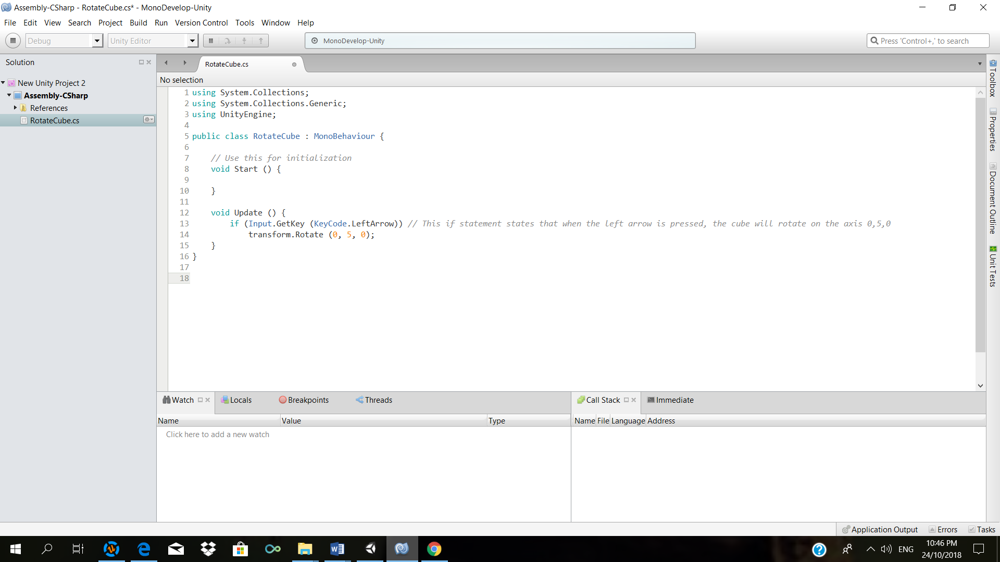 Assembly-CSharp - RotateCube.cs* - MonoDevelop-Unity
File Edit View Search Project Build Run Version Control Tools Window Help
Debug Unity Editor MonoDevelop-Unity Press 'Control+,' to search
Solution
New Unity Project 2
Assembly-CSharp
References
RotateCube.cs
RotateCube.cs
No selection
1 using System.Collections;
2 using System.Collections.Generic;
3 using UnityEngine;
4
5 public class RotateCube : MonoBehaviour {
6
7 // Use this for initialization
8 void Start () {
9
10 }
11
12 void Update () {
13 if (Input.GetKey (KeyCode.LeftArrow)) // This if statement states that when the left arrow is pressed, the cube will rotate on the axis 0,5,0
14 transform.Rotate (0, 5, 0);
15 }
16 }
17
18
Toolbox
Properties
Document Outline
Unit Tests
Watch Locals Breakpoints Threads
Name Value Type
Click here to add a new watch
Call Stack Immediate
Name File Language Address
Application Output Errors Tasks
ENG
10:46 PM
24/10/2018